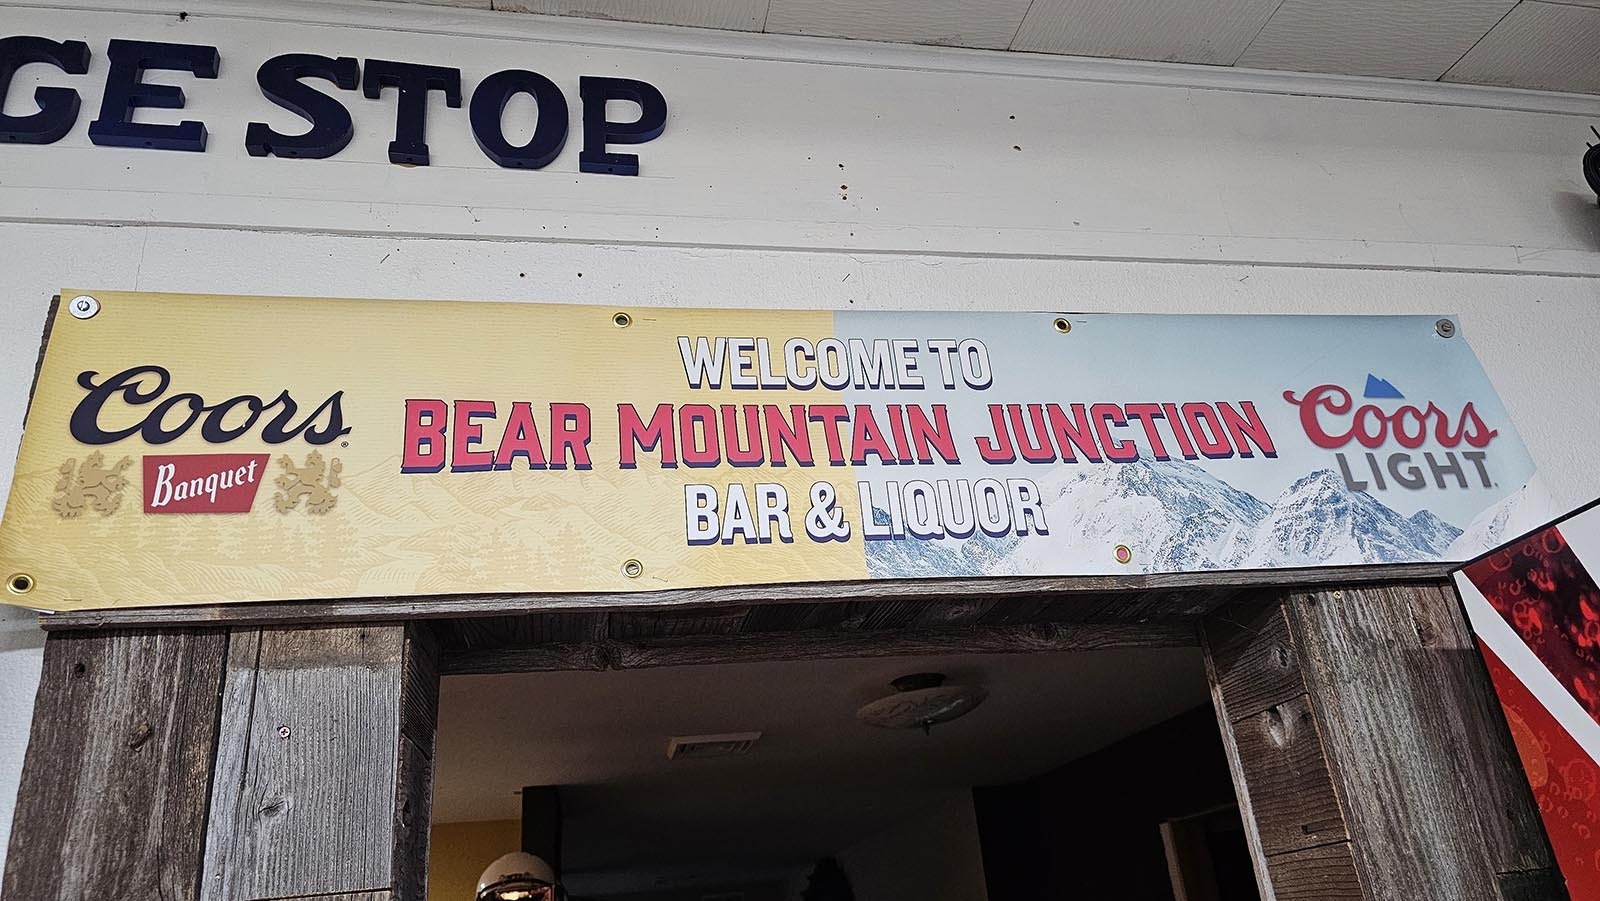 GE STOP
WELCOME TO
BEAR MOUNTAIN JUNCTION
BAR & LIQUOR
Coors
Banquet
Coors
LIGHT